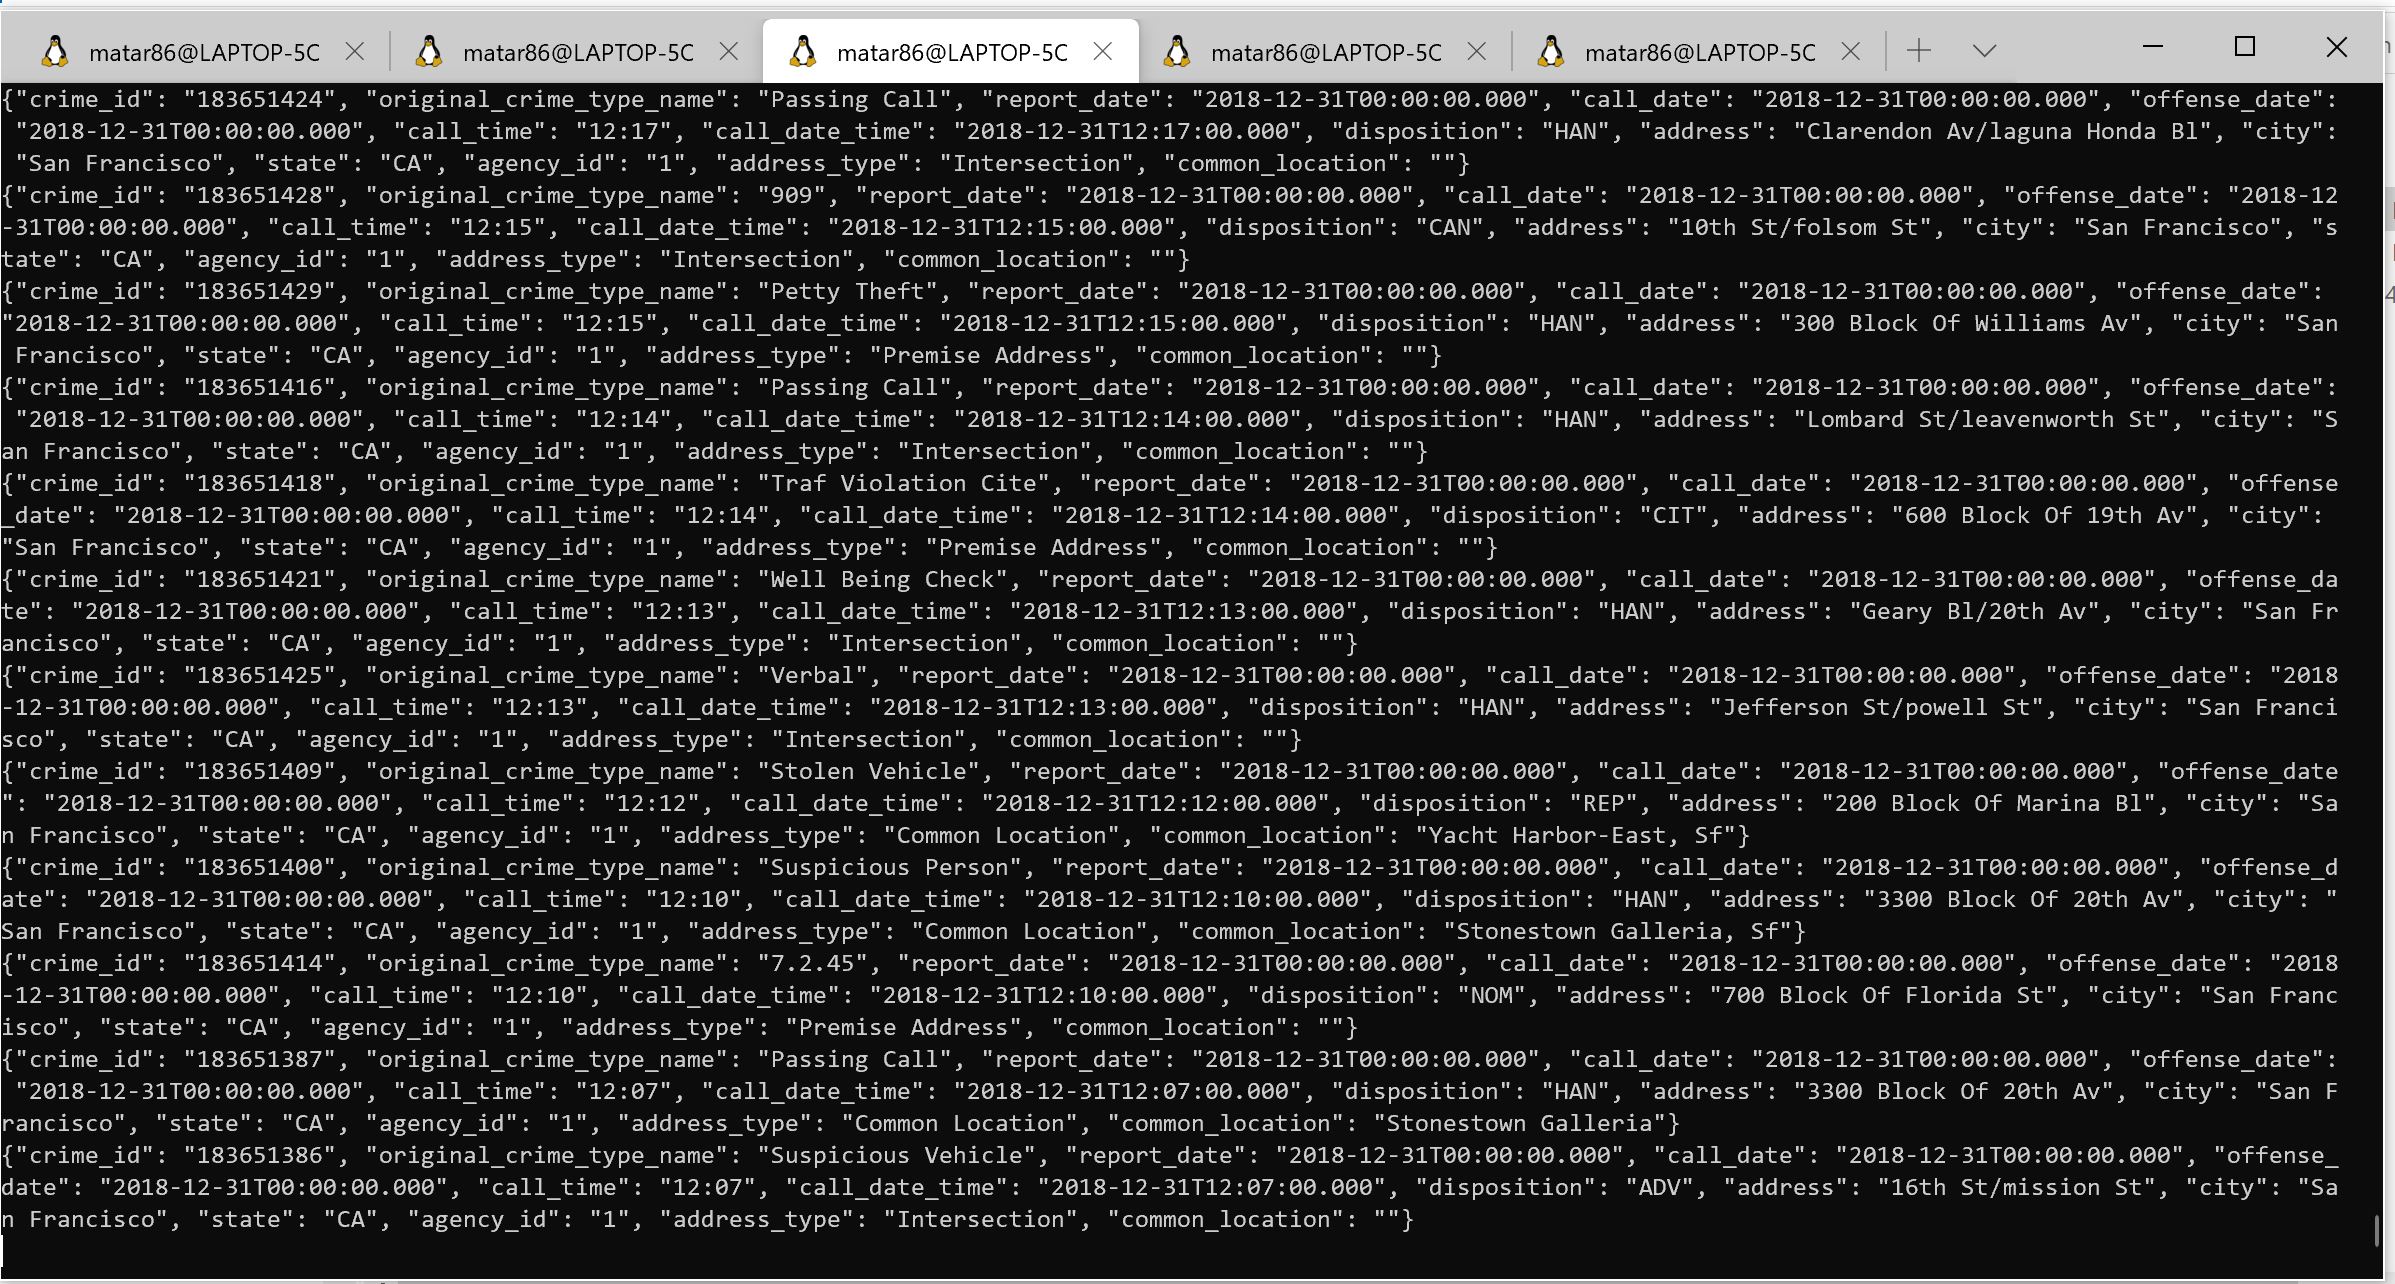 matar86@LAPTOP-5C matar86@LAPTOP-5C matar86@LAPTOP-5C matar86@LAPTOP-5C matar86@LAPTOP-5C
{"crime_id": "183651424", "original_crime_type_name": "Passing Call", "report_date": "2018-12-31T00:00:00.000", "call_date": "2018-12-31T00:00:00.000", "offense_date":
"2018-12-31T00:00:00.000", "call_time": "12:17", "call_date_time": "2018-12-31T12:17:00.000", "disposition": "HAN", "address": "Clarendon Av/laguna Honda Bl", "city":
"San Francisco", "state": "CA", "agency_id": "1", "address_type": "Intersection", "common_location": ""}
{"crime_id": "183651428", "original_crime_type_name": "909", "report_date": "2018-12-31T00:00:00.000", "call_date": "2018-12-31T00:00:00.000", "offense_date": "2018-12
-31T00:00:00.000", "call_time": "12:15", "call_date_time": "2018-12-31T12:15:00.000", "disposition": "CAN", "address": "10th St/folsom St", "city": "San Francisco", "s
tate": "CA", "agency_id": "1", "address_type": "Intersection", "common_location": ""}
{"crime_id": "183651429", "original_crime_type_name": "Petty Theft", "report_date": "2018-12-31T00:00:00.000", "call_date": "2018-12-31T00:00:00.000", "offense_date":
"2018-12-31T00:00:00.000", "call_time": "12:15", "call_date_time": "2018-12-31T12:15:00.000", "disposition": "HAN", "address": "300 Block Of Williams Av", "city": "San
Francisco", "state": "CA", "agency_id": "1", "address_type": "Premise Address", "common_location": ""}
{"crime_id": "183651416", "original_crime_type_name": "Passing Call", "report_date": "2018-12-31T00:00:00.000", "call_date": "2018-12-31T00:00:00.000", "offense_date":
"2018-12-31T00:00:00.000", "call_time": "12:14", "call_date_time": "2018-12-31T12:14:00.000", "disposition": "HAN", "address": "Lombard St/leavenworth St", "city": "S
an Francisco", "state": "CA", "agency_id": "1", "address_type": "Intersection", "common_location": ""}
{"crime_id": "183651418", "original_crime_type_name": "Traf Violation Cite", "report_date": "2018-12-31T00:00:00.000", "call_date": "2018-12-31T00:00:00.000", "offense
_date": "2018-12-31T00:00:00.000", "call_time": "12:14", "call_date_time": "2018-12-31T12:14:00.000", "disposition": "CIT", "address": "600 Block Of 19th Av", "city":
"San Francisco", "state": "CA", "agency_id": "1", "address_type": "Premise Address", "common_location": ""}
{"crime_id": "183651421", "original_crime_type_name": "Well Being Check", "report_date": "2018-12-31T00:00:00.000", "call_date": "2018-12-31T00:00:00.000", "offense_da
te": "2018-12-31T00:00:00.000", "call_time": "12:13", "call_date_time": "2018-12-31T12:13:00.000", "disposition": "HAN", "address": "Geary Bl/20th Av", "city": "San Fr
ancisco", "state": "CA", "agency_id": "1", "address_type": "Intersection", "common_location": ""}
{"crime_id": "183651425", "original_crime_type_name": "Verbal", "report_date": "2018-12-31T00:00:00.000", "call_date": "2018-12-31T00:00:00.000", "offense_date": "2018
-12-31T00:00:00.000", "call_time": "12:13", "call_date_time": "2018-12-31T12:13:00.000", "disposition": "HAN", "address": "Jefferson St/powell St", "city": "San Franci
sco", "state": "CA", "agency_id": "1", "address_type": "Intersection", "common_location": ""}
{"crime_id": "183651409", "original_crime_type_name": "Stolen Vehicle", "report_date": "2018-12-31T00:00:00.000", "call_date": "2018-12-31T00:00:00.000", "offense_date
": "2018-12-31T00:00:00.000", "call_time": "12:12", "call_date_time": "2018-12-31T12:12:00.000", "disposition": "REP", "address": "200 Block Of Marina Bl", "city": "Sa
n Francisco", "state": "CA", "agency_id": "1", "address_type": "Common Location", "common_location": "Yacht Harbor-East, Sf"}
{"crime_id": "183651400", "original_crime_type_name": "Suspicious Person", "report_date": "2018-12-31T00:00:00.000", "call_date": "2018-12-31T00:00:00.000", "offense_d
ate": "2018-12-31T00:00:00.000", "call_time": "12:10", "call_date_time": "2018-12-31T12:10:00.000", "disposition": "HAN", "address": "3300 Block Of 20th Av", "city": "
San Francisco", "state": "CA", "agency_id": "1", "address_type": "Common Location", "common_location": "Stonestown Galleria, Sf"}
{"crime_id": "183651414", "original_crime_type_name": "7.2.45", "report_date": "2018-12-31T00:00:00.000", "call_date": "2018-12-31T00:00:00.000", "offense_date": "2018
-12-31T00:00:00.000", "call_time": "12:10", "call_date_time": "2018-12-31T12:10:00.000", "disposition": "NOM", "address": "700 Block Of Florida St", "city": "San Franc
isco", "state": "CA", "agency_id": "1", "address_type": "Premise Address", "common_location": ""}
{"crime_id": "183651387", "original_crime_type_name": "Passing Call", "report_date": "2018-12-31T00:00:00.000", "call_date": "2018-12-31T00:00:00.000", "offense_date":
"2018-12-31T00:00:00.000", "call_time": "12:07", "call_date_time": "2018-12-31T12:07:00.000", "disposition": "HAN", "address": "3300 Block Of 20th Av", "city": "San F
rancisco", "state": "CA", "agency_id": "1", "address_type": "Common Location", "common_location": "Stonestown Galleria"}
{"crime_id": "183651386", "original_crime_type_name": "Suspicious Vehicle", "report_date": "2018-12-31T00:00:00.000", "call_date": "2018-12-31T00:00:00.000", "offense_
date": "2018-12-31T00:00:00.000", "call_time": "12:07", "call_date_time": "2018-12-31T12:07:00.000", "disposition": "ADV", "address": "16th St/mission St", "city": "Sa
n Francisco", "state": "CA", "agency_id": "1", "address_type": "Intersection", "common_location": ""}